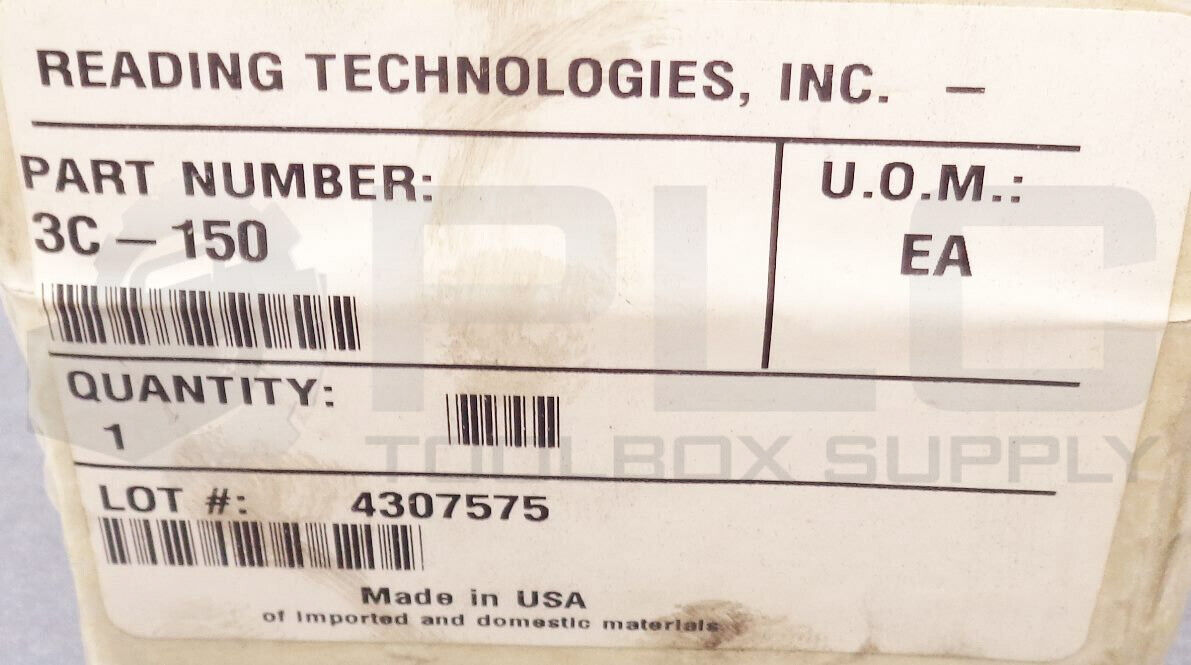 READING TECHNOLOGIES, INC. —
PART NUMBER:
3C – 150
U.O.M.:
EA
QUANTITY:
1
LOT #: 4307575
Made in USA
of imported and domestic materials
PLC
TOOLBOX SUPPLY